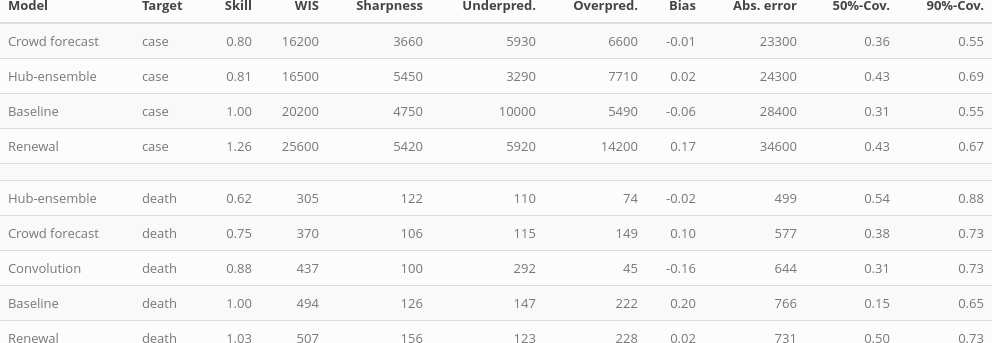 Model Target Skill WIS Sharpness Underpred. Overpred. Bias Abs. error 50%-Cov. 90%-Cov.
Crowd forecast case 0.80 16200 3660 5930 6600 -0.01 23300 0.36 0.55
Hub-ensemble case 0.81 16500 5450 3290 7710 0.02 24300 0.43 0.69
Baseline case 1.00 20200 4750 10000 5490 -0.06 28400 0.31 0.55
Renewal case 1.26 25600 5420 5920 14200 0.17 34600 0.43 0.67
Hub-ensemble death 0.62 305 122 110 74 -0.02 499 0.54 0.88
Crowd forecast death 0.75 370 106 115 149 0.10 577 0.38 0.73
Convolution death 0.88 437 100 292 45 -0.16 644 0.31 0.73
Baseline death 1.00 494 126 147 222 0.20 766 0.15 0.65
Renewal death 1.03 507 156 123 228 0.02 731 0.50 0.73